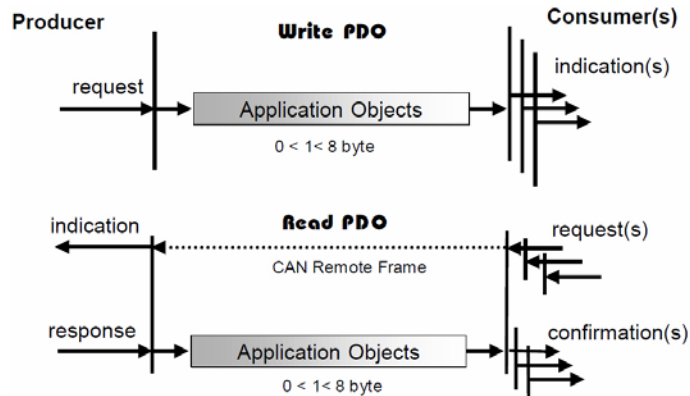 Producer
Write PDO
Consumer(s)
request
indication(s)
Application Objects
0 < 1< 8 byte
indication
Read PDO
request(s)
CAN Remote Frame
response
confirmation(s)
Application Objects
0 < 1< 8 byte